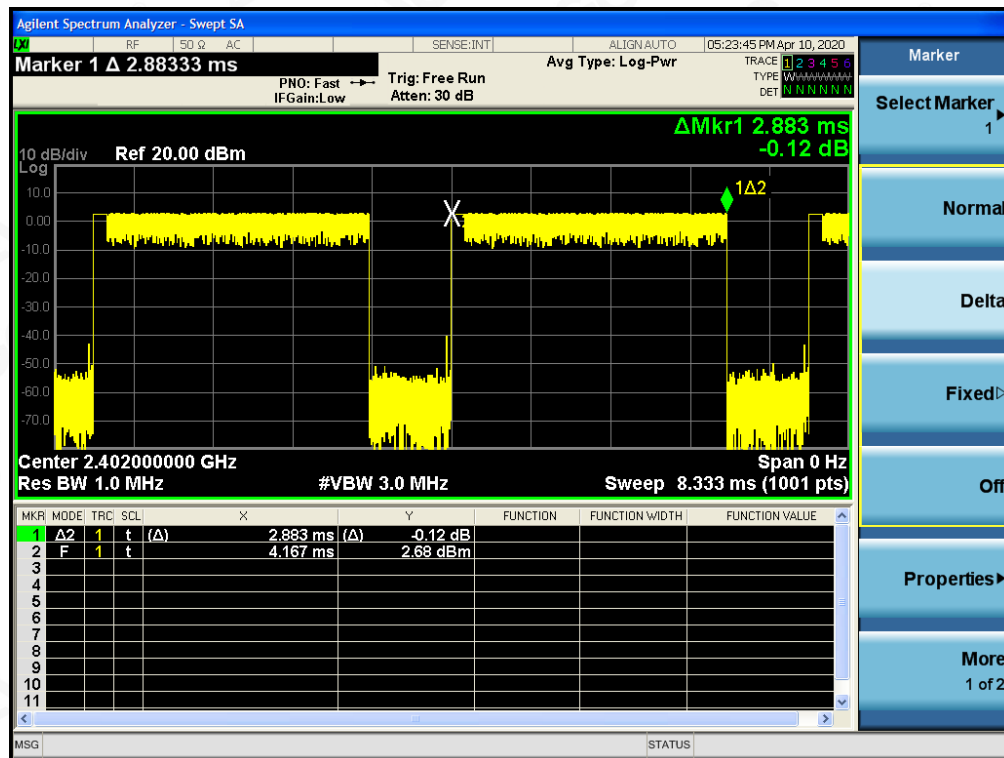 Agilent Spectrum Analyzer - Swept SA
LXI RF 50 Ω AC SENSE:INT ALIGN AUTO 05:23:45 PM Apr 10, 2020
Marker 1 Δ 2.88333 ms
PNO: Fast
IFGain:Low
Trig: Free Run
Atten: 30 dB
Avg Type: Log-Pwr
TRACE 1 2 3 4 5 6
TYPE WWWWWW
DET N N N N N N
ΔMkr1 2.883 ms
-0.12 dB
10 dB/div Ref 20.00 dBm
Log
10.0
0.00
-10.0
-20.0
-30.0
-40.0
-50.0
-60.0
-70.0
X
1Δ2
Center 2.402000000 GHz Span 0 Hz
Res BW 1.0 MHz #VBW 3.0 MHz Sweep 8.333 ms (1001 pts)
MKR MODE TRC SCL X Y FUNCTION FUNCTION WIDTH FUNCTION VALUE
1 Δ2 1 t (Δ) 2.883 ms (Δ) -0.12 dB
2 F 1 t 4.167 ms 2.68 dBm
3
4
5
6
7
8
9
10
11
MSG STATUS
Marker
Select Marker
1
Normal
Delta
Fixed
Off
Properties
More
1 of 2